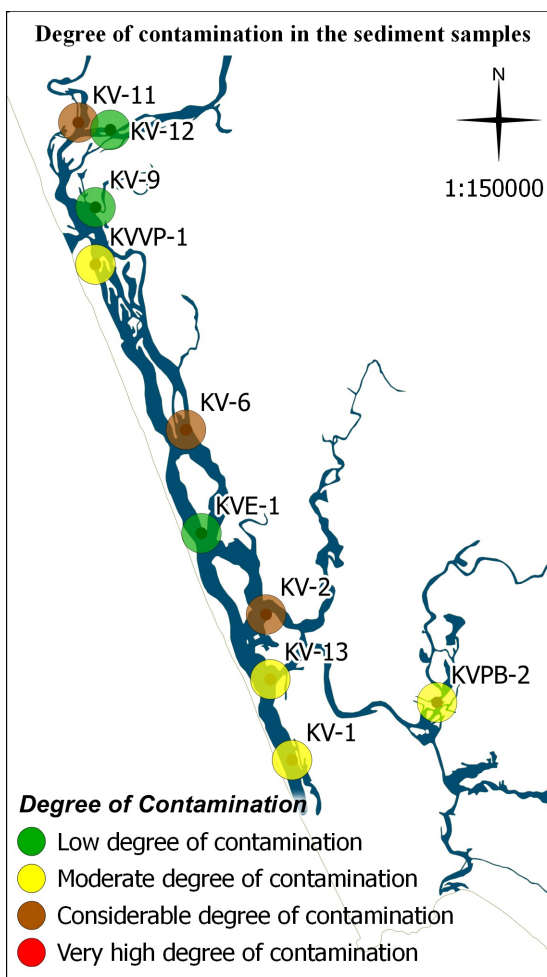 Degree of contamination in the sediment samples
N
1:150000
KV-11
KV-12
KV-9
KVVP-1
KV-6
KVE-1
KV-2
KV-13
KVPB-2
KV-1
Degree of Contamination
Low degree of contamination
Moderate degree of contamination
Considerable degree of contamination
Very high degree of contamination